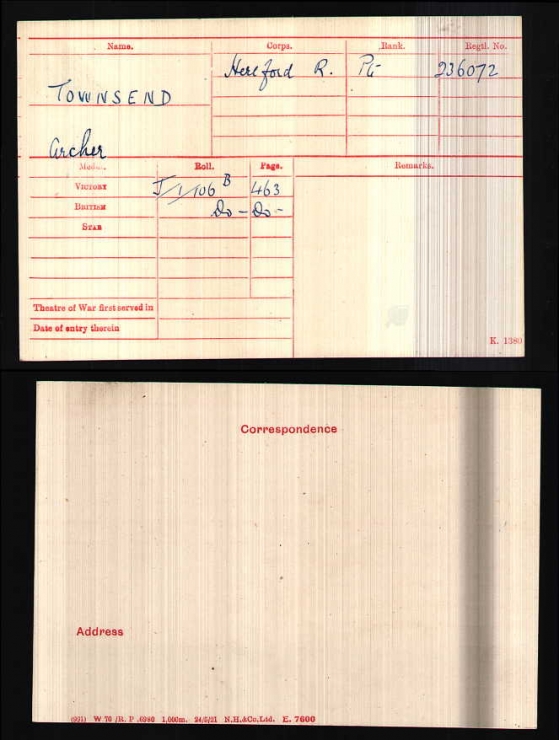 Name. Corps. Rank. Regtl. No.
Hereford R. Pte 236072
TOWNSEND
Archer
Medal. Roll. Page. Remarks.
VICTORY J/1/106 B 463
BRITISH Do - Do -
STAR
Theatre of War first served in
Date of entry therein
K. 1380
Correspondence
Address
(991) W 70 /R. P .6986 1,000m. 24/5/21 N.H.&Co.Ltd. E. 7600